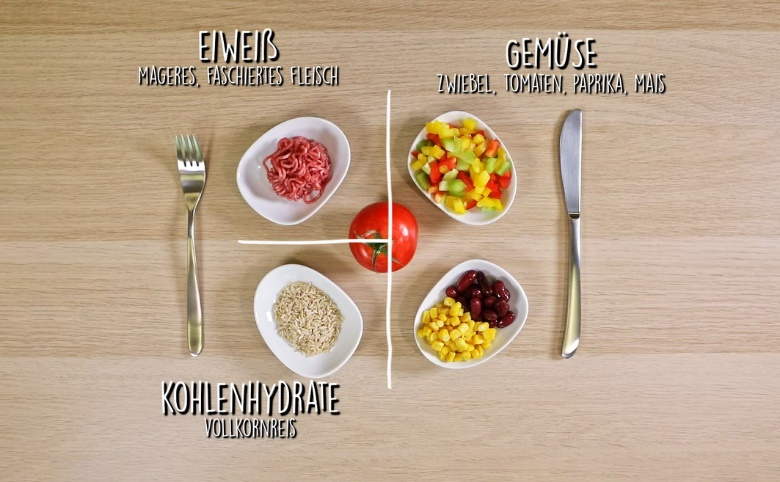 EIWEIß
MAGERES, FASCHIERTES FLEISCH
GEMÜSE
ZWIEBEL, TOMATEN, PAPRIKA, MAIS
KOHLENHYDRATE
VOLLKORNREIS